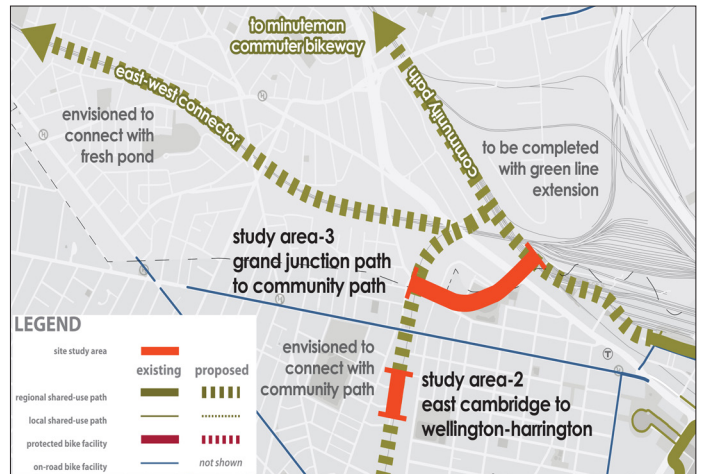 to minuteman
commuter bikeway
east-west connector
community path
envisioned to
connect with
fresh pond
to be completed
with green line
extension
study area-3
grand junction path
to community path
LEGEND
site study area
existing proposed
regional shared-use path
local shared-use path
protected bike facility
on-road bike facility not shown
envisioned to
connect with
community path
study area-2
east cambridge to
wellington-harrington
T